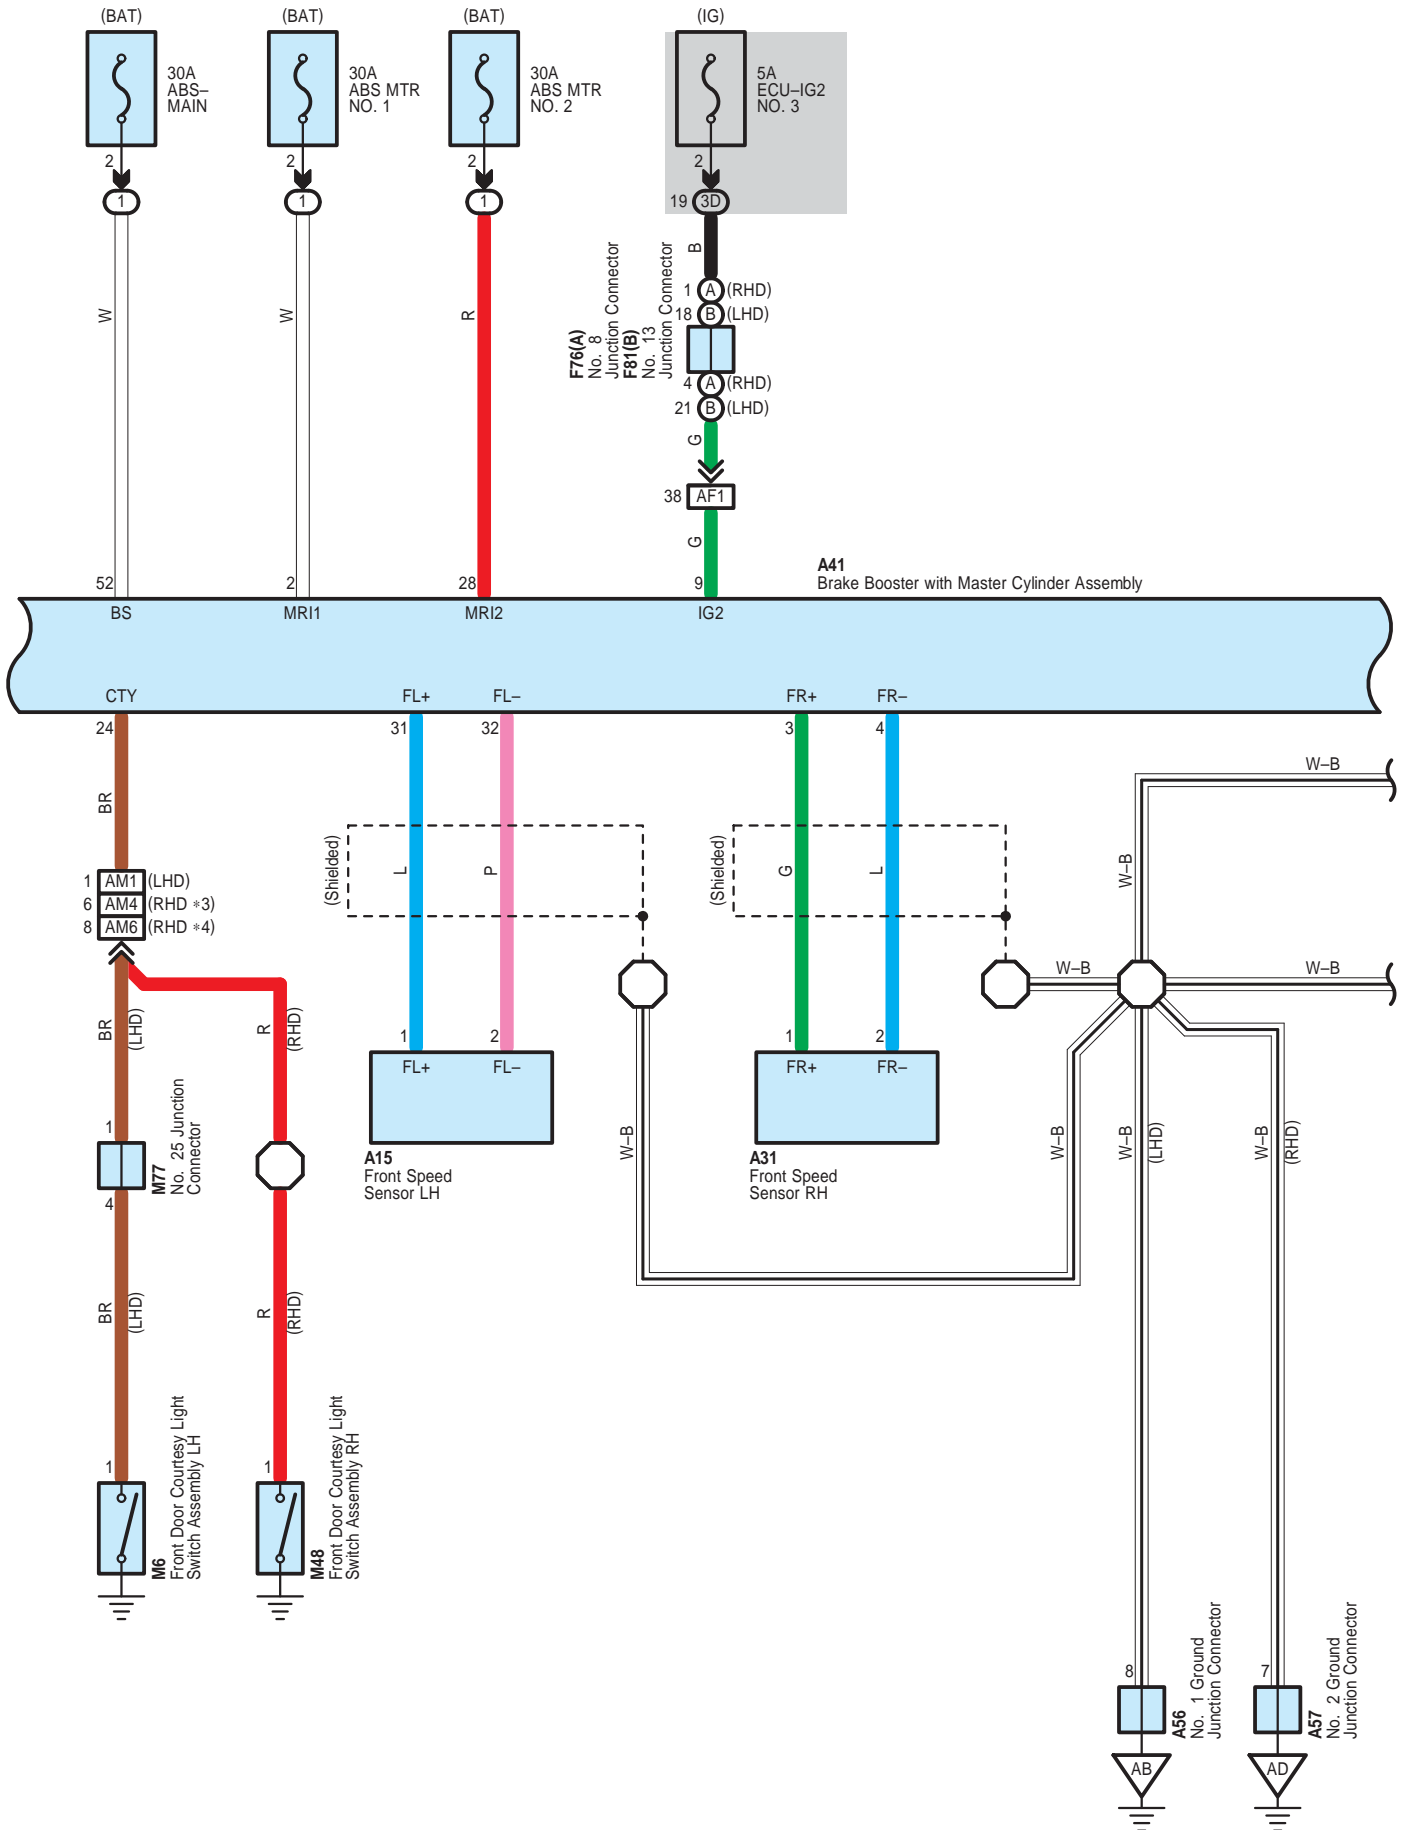 (BAT)
(BAT)
(BAT)
(IG)
30A
ABS–
MAIN
30A
ABS MTR
NO. 1
30A
ABS MTR
NO. 2
5A
ECU–IG2
NO. 3
2
2
2
2
1
1
1
19
3D
W
W
R
B
1
A
(RHD)
18
B
(LHD)
F76(A)
No. 8
Junction Connector
F81(B)
No. 13
Junction Connector
4
A
(RHD)
21
B
(LHD)
G
38
AF1
G
A41
Brake Booster with Master Cylinder Assembly
52
2
28
9
BS
MRI1
MRI2
IG2
CTY
FL+
FL–
FR+
FR–
24
31
32
3
4
BR
(Shielded)
L
P
(Shielded)
G
L
W–B
W–B
W–B
W–B
1
AM1
(LHD)
6
AM4
(RHD *3)
8
AM6
(RHD *4)
BR
(LHD)
R
(RHD)
1
2
1
2
FL+
FL–
FR+
FR–
A15
Front Speed
Sensor LH
A31
Front Speed
Sensor RH
1
4
M77
No. 25 Junction
Connector
W–B
W–B
W–B
(LHD)
W–B
(RHD)
BR
(LHD)
R
(RHD)
1
1
M6
Front Door Courtesy Light
Switch Assembly LH
M48
Front Door Courtesy Light
Switch Assembly RH
8
7
A56
No. 1 Ground
Junction Connector
A57
No. 2 Ground
Junction Connector
AB
AD